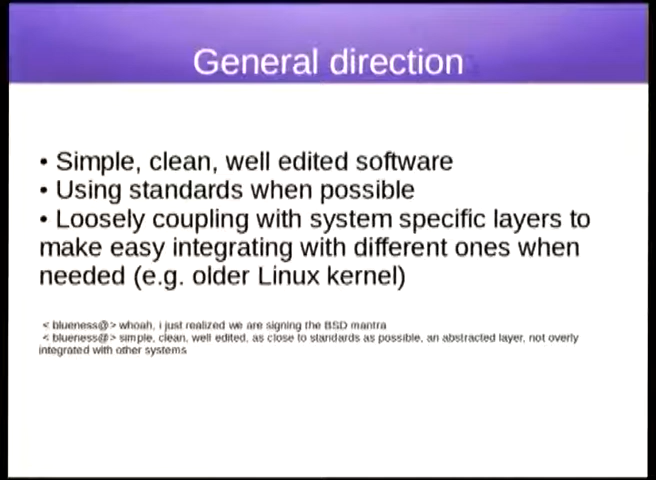 General direction
• Simple, clean, well edited software
• Using standards when possible
• Loosely coupling with system specific layers to
make easy integrating with different ones when
needed (e.g. older Linux kernel)
< blueness@> whoah, i just realized we are signing the BSD mantra
< blueness@> simple, clean, well edited, as close to standards as possible, an abstracted layer, not overly
integrated with other systems